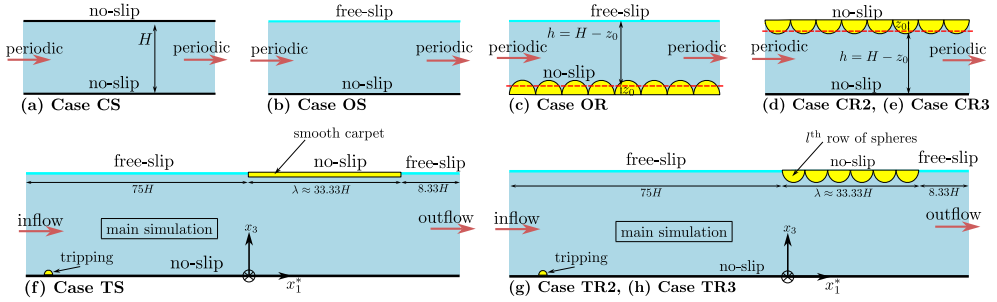 no-slip
H
periodic
periodic
no-slip
(a) Case CS
free-slip
periodic
periodic
no-slip
(b) Case OS
free-slip
h = H − z₀
periodic
periodic
no-slip
z₀
(c) Case OR
no-slip
z₀
periodic
periodic
h = H − z₀
no-slip
(d) Case CR2, (e) Case CR3
smooth carpet
free-slip
no-slip
free-slip
75H
λ ≈ 33.33H
8.33H
inflow
main simulation
outflow
x₃
tripping
no-slip
x₁*
(f) Case TS
lᵗʰ row of spheres
free-slip
no-slip
free-slip
75H
λ ≈ 33.33H
8.33H
inflow
main simulation
outflow
x₃
tripping
no-slip
x₁*
(g) Case TR2, (h) Case TR3